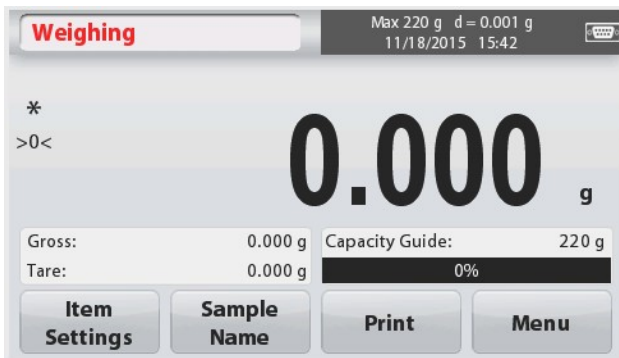 Weighing
Max 220 g d = 0.001 g
11/18/2015 15:42
*
>0<
0.000 g
Gross: 0.000 g
Tare: 0.000 g
Capacity Guide: 220 g
0%
Item
Settings
Sample
Name
Print
Menu